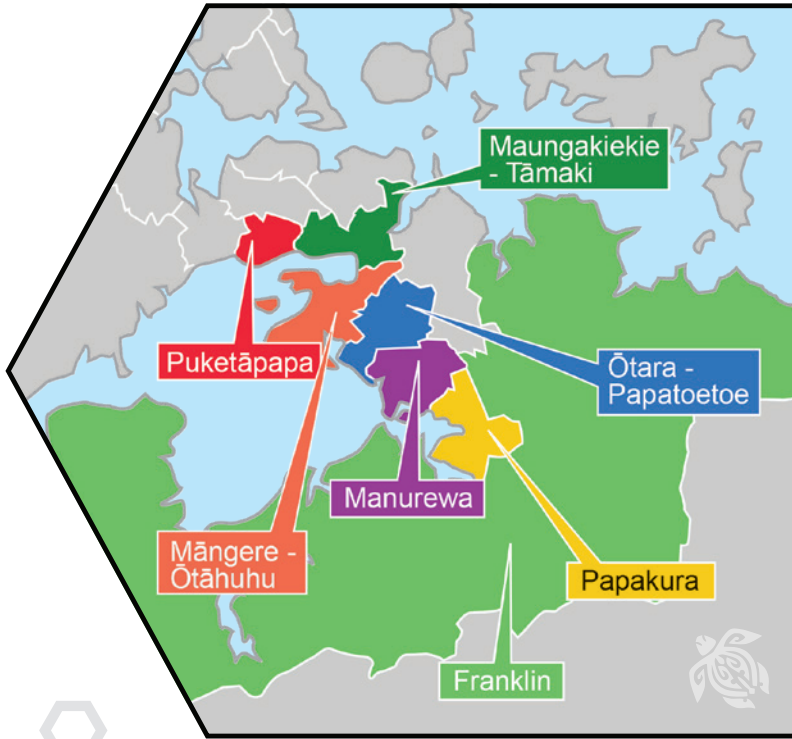 Maungakiekie
- Tāmaki
Puketāpapa
Ōtara -
Papatoetoe
Manurewa
Māngere -
Ōtāhuhu
Papakura
Franklin